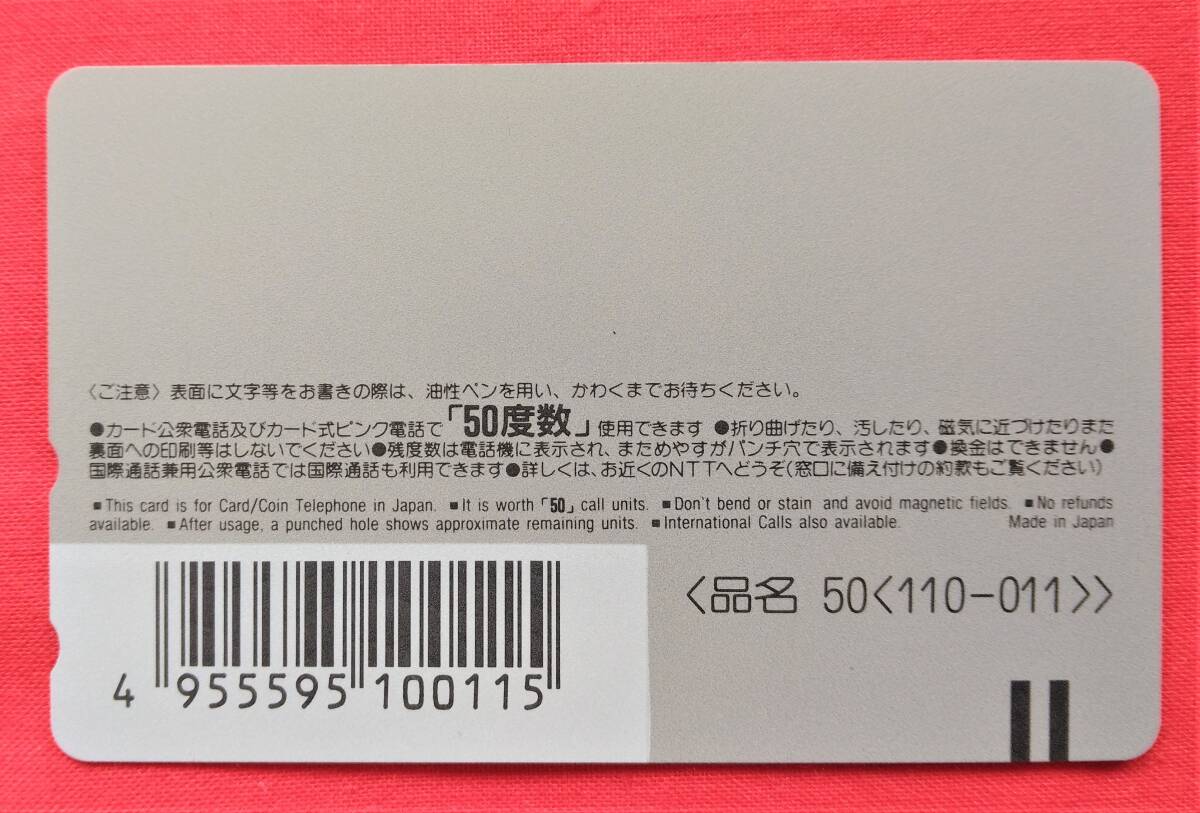 〈ご注意〉表面に文字等をお書きの際は、油性ペンを用い、かわくまでお待ちください。
●カード公衆電話及びカード式ピンク電話で「50度数」使用できます ●折り曲げたり、汚したり、磁気に近づけたりまた
裏面への印刷等はしないでください●残度数は電話機に表示され、まためやすがパンチ穴で表示されます●換金はできません●
国際通話兼用公衆電話では国際通話も利用できます●詳しくは、お近くのNTTへどうぞ(窓口に備え付けの約款もご覧ください)
■This card is for Card/Coin Telephone in Japan. ■It is worth「50」call units. ■Don't bend or stain and avoid magnetic fields. ■No refunds
available. ■After usage, a punched hole shows approximate remaining units. ■International Calls also available. Made in Japan
〈品名 50〈110-011〉〉
4 955595 100115